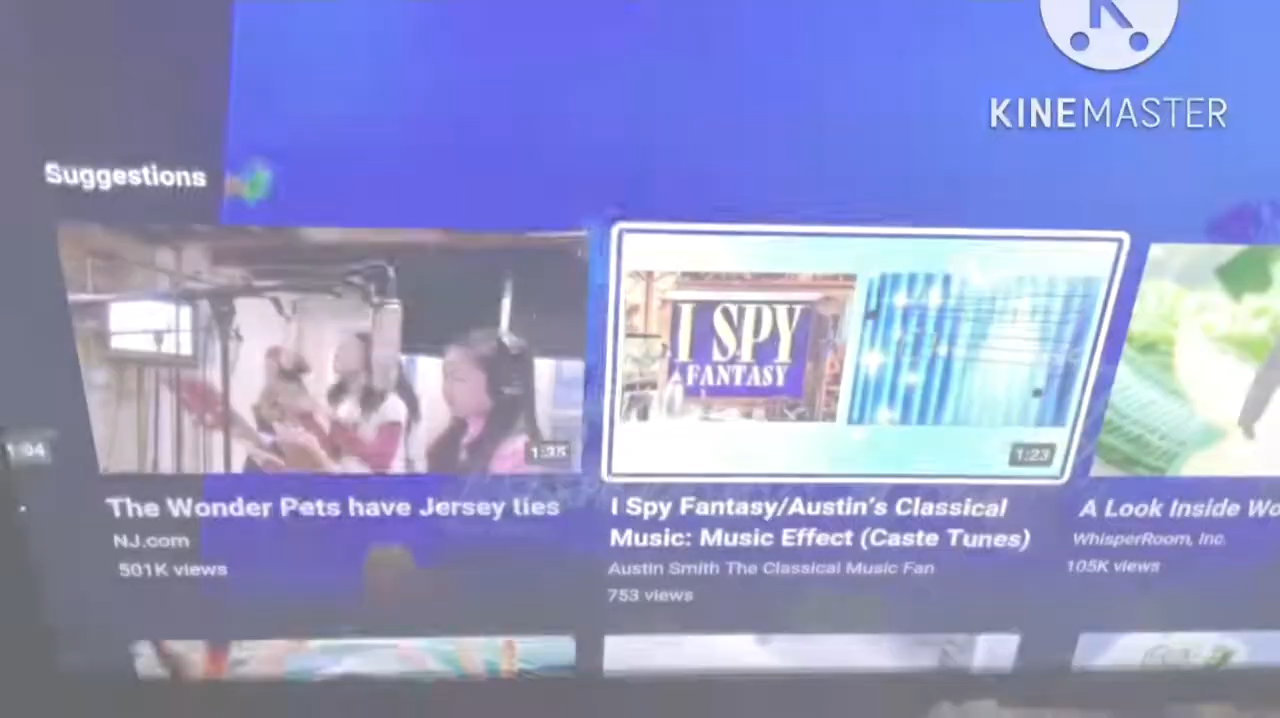 K
KINEMASTER
Suggestions
I SPY
FANTASY
1:04
1:35
1:23
The Wonder Pets have Jersey ties
NJ.com
501K views
I Spy Fantasy/Austin's Classical
Music: Music Effect (Caste Tunes)
Austin Smith The Classical Music Fan
753 views
A Look Inside Wo
WhisperRoom, Inc.
105K views